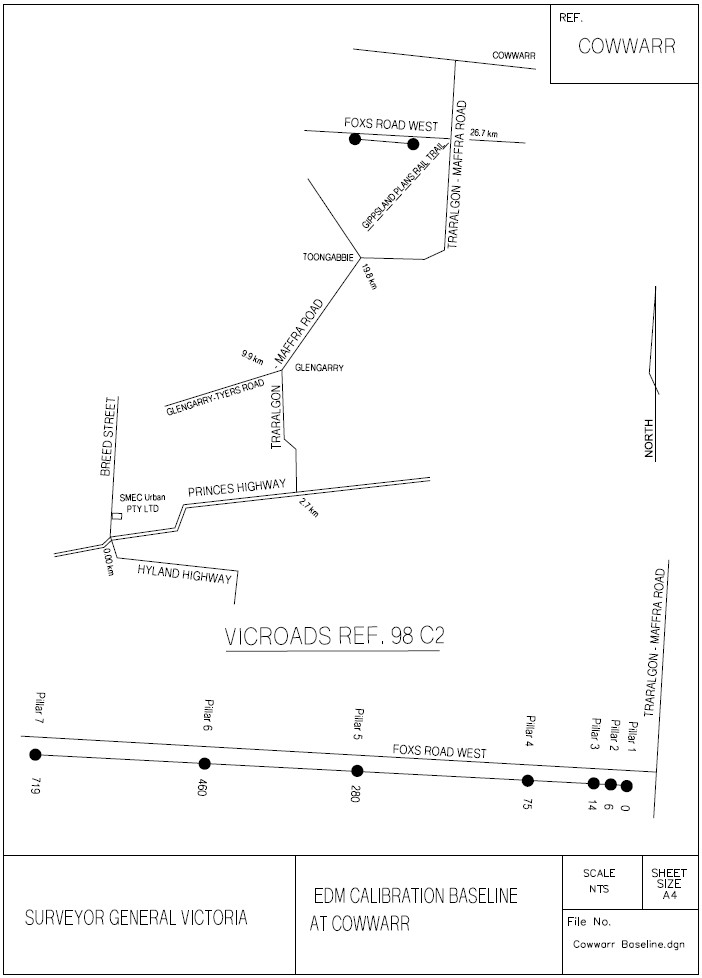 REF.
COWWARR
COWWARR
FOXS ROAD WEST
26.7 km
TRARALGON - MAFFRA ROAD
GIPPSLAND PLANS RAIL TRAIL
TOONGABBIE
19.8 km
- MAFFRA ROAD
9.9 km
GLENGARRY
GLENGARRY-TYERS ROAD
TRARALGON
BREED STREET
NORTH
PRINCES HIGHWAY
SMEC Urban
PTY LTD
2.7 km
0.00 km
HYLAND HIGHWAY
VICROADS REF. 98 C2
TRARALGON - MAFFRA ROAD
Pillar 7
Pillar 6
Pillar 5
Pillar 4
Pillar 3
Pillar 2
Pillar 1
FOXS ROAD WEST
719
460
280
75
14
6
0
SURVEYOR GENERAL VICTORIA
EDM CALIBRATION BASELINE
AT COWWARR
SCALE
NTS
SHEET
SIZE
A4
File No.
Cowwarr Baseline.dgn